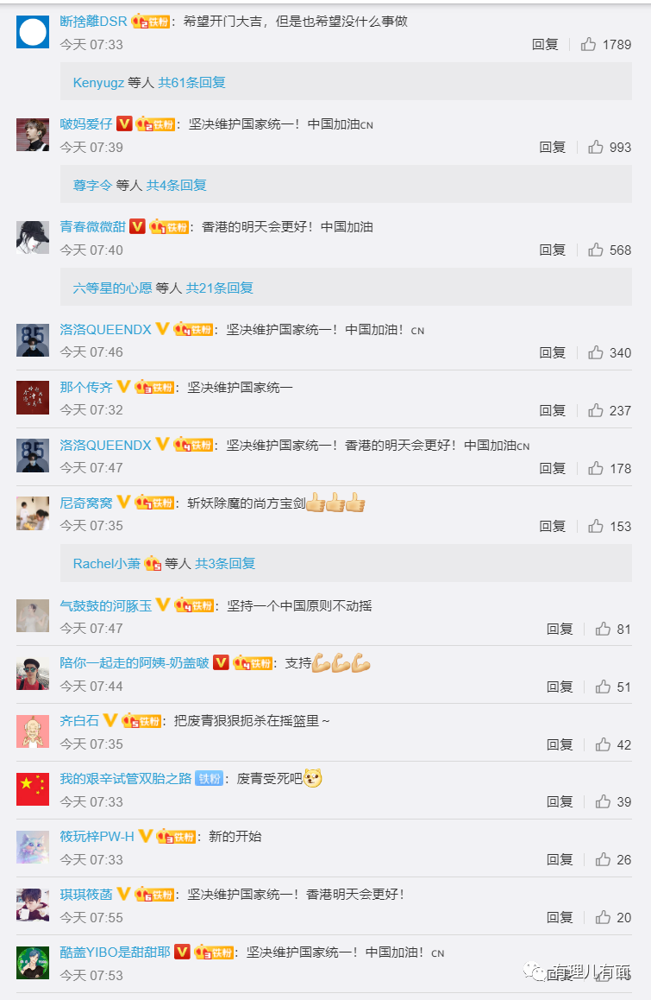 断捨離DSR 2铁粉：希望开门大吉，但是也希望没什么事做
今天 07:33 回复 1789
Kenyugz 等人 共61条回复
啵妈爱仔 V 2铁粉：坚决维护国家统一！中国加油CN
今天 07:39 回复 993
尊字令 等人 共4条回复
青春微微甜 V 1铁粉：香港的明天会更好！中国加油
今天 07:40 回复 568
六等星的心愿 等人 共21条回复
85
洛洛QUEENDX V 4铁粉：坚决维护国家统一！中国加油！CN
今天 07:46 回复 340
那个传齐 V 3铁粉：坚决维护国家统一
今天 07:32 回复 237
85
洛洛QUEENDX V 4铁粉：坚决维护国家统一！香港的明天会更好！中国加油CN
今天 07:47 回复 178
尼奇窝窝 V 1铁粉：斩妖除魔的尚方宝剑👍👍👍
今天 07:35 回复 153
Rachel小萧 5 等人 共3条回复
气鼓鼓的河豚玉 V 4铁粉：坚持一个中国原则不动摇
今天 07:47 回复 81
陪你一起走的阿姨-奶盖啵 V 4铁粉：支持💪💪💪
今天 07:44 回复 51
齐白石 V 5铁粉：把废青狠狠扼杀在摇篮里～
今天 07:35 回复 42
我的艰辛试管双胎之路 铁粉：废青受死吧
今天 07:33 回复 39
筱玩梓PW-H V 3铁粉：新的开始
今天 07:33 回复 26
琪琪筱菡 V 6铁粉：坚决维护国家统一！香港明天会更好！
今天 07:55 回复 20
酷盖YIBO是甜甜耶 V 3铁粉：坚决维护国家统一！中国加油！CN
今天 07:53 回复
有理儿有面